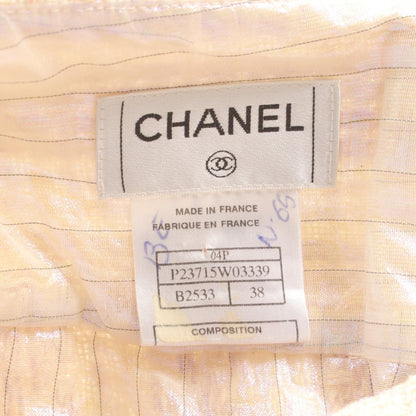 CHANEL
MADE IN FRANCE
FABRIQUE EN FRANCE
04P
P23715W03339
B2533 38
COMPOSITION